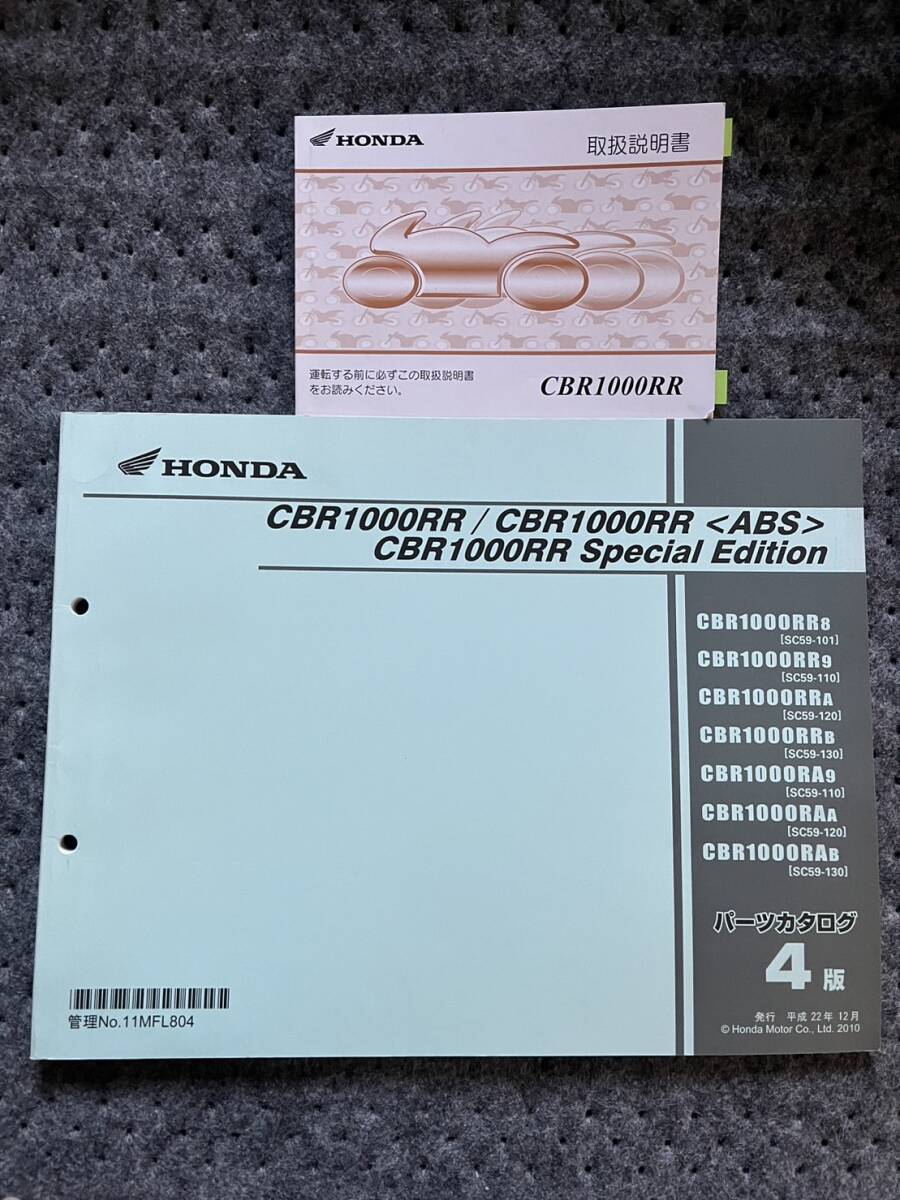 HONDA
取扱説明書
運転する前に必ずこの取扱説明書
をお読みください。
CBR1000RR
HONDA
CBR1000RR / CBR1000RR <ABS>
CBR1000RR Special Edition
CBR1000RR8
[SC59-101]
CBR1000RR9
[SC59-110]
CBR1000RRA
[SC59-120]
CBR1000RRB
[SC59-130]
CBR1000RA9
[SC59-110]
CBR1000RAA
[SC59-120]
CBR1000RAB
[SC59-130]
パーツカタログ
4版
発行 平成22年12月
© Honda Motor Co., Ltd. 2010
管理No.11MFL804